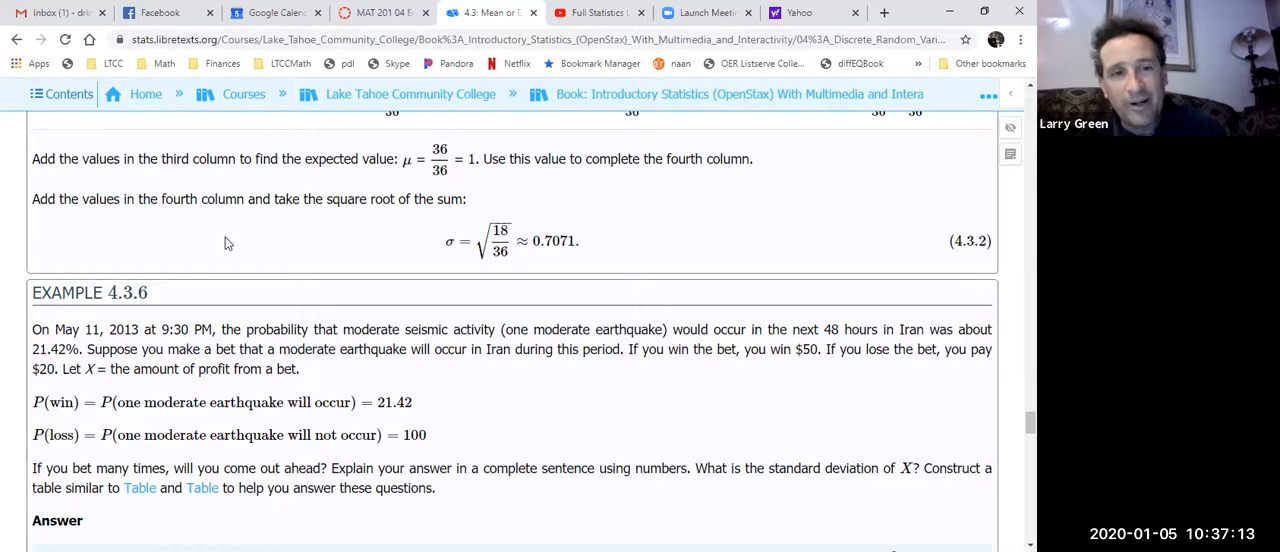 Inbox (1) - drla
Facebook
Google Calend
MAT 201 04 E
4.3: Mean or E
Full Statistics L
Launch Meeti
Yahoo
stats.libretexts.org/Courses/Lake_Tahoe_Community_College/Book%3A_Introductory_Statistics_(OpenStax)_With_Multimedia_and_Interactivity/04%3A_Discrete_Random_Vari...
Apps LTCC Math Finances LTCCMath pdl Skype Pandora Netflix Bookmark Manager naan OER Listserve Colle... diffEQBook » Other bookmarks
Contents Home » Courses » Lake Tahoe Community College » Book: Introductory Statistics (OpenStax) With Multimedia and Intera
Larry Green
36 36 36 36
Add the values in the third column to find the expected value: μ = 36/36 = 1. Use this value to complete the fourth column.
Add the values in the fourth column and take the square root of the sum:
σ = √18/36 ≈ 0.7071. (4.3.2)
EXAMPLE 4.3.6
On May 11, 2013 at 9:30 PM, the probability that moderate seismic activity (one moderate earthquake) would occur in the next 48 hours in Iran was about
21.42%. Suppose you make a bet that a moderate earthquake will occur in Iran during this period. If you win the bet, you win $50. If you lose the bet, you pay
$20. Let X = the amount of profit from a bet.
P(win) = P(one moderate earthquake will occur) = 21.42
P(loss) = P(one moderate earthquake will not occur) = 100
If you bet many times, will you come out ahead? Explain your answer in a complete sentence using numbers. What is the standard deviation of X? Construct a
table similar to Table and Table to help you answer these questions.
Answer
2020-01-05 10:37:13